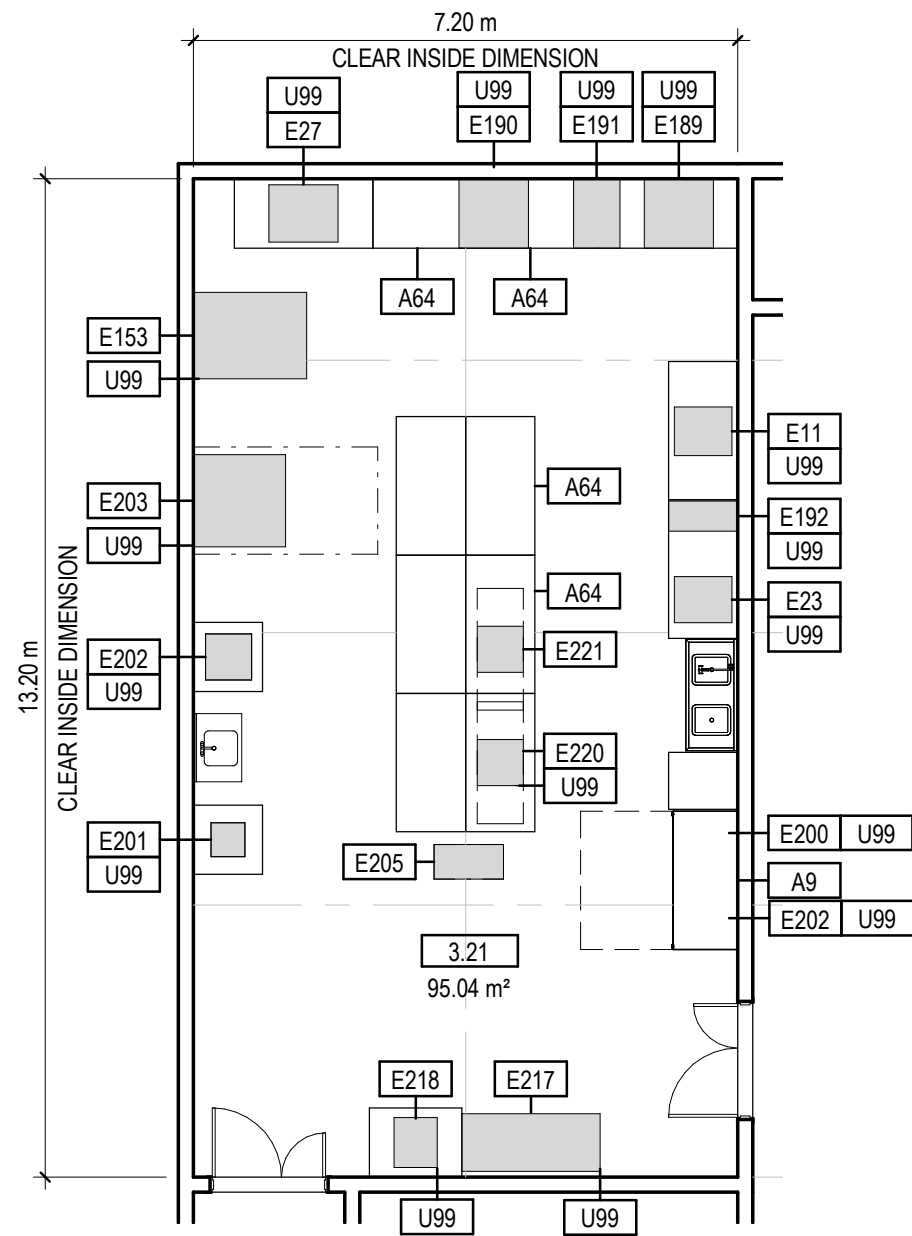 7.20 m
CLEAR INSIDE DIMENSION
U99 U99 U99 U99
E27 E190 E191 E189
A64 A64
E153
U99
E11
U99
E203
U99
A64
E192
U99
A64
E23
U99
13.20 m
CLEAR INSIDE DIMENSION
E202
U99
E221
E220
U99
E201
U99
E205
E200 U99
A9
E202 U99
3.21
95.04 m²
E218 E217
U99 U99